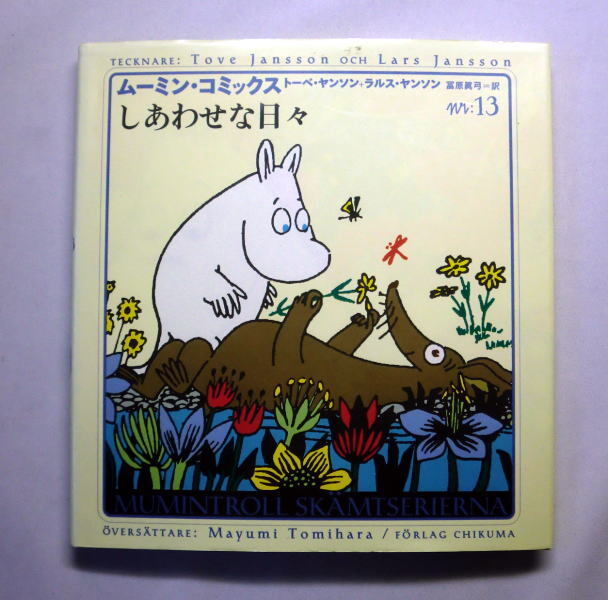 TECKNARE: Tove Jansson OCH Lars Jansson
ムーミン・コミックス トーベ・ヤンソン+ラルス・ヤンソン 冨原眞弓=訳
しあわせな日々 nr:13
MUMINTROLL SKÄMTSERIERNA
ÖVERSÄTTARE: Mayumi Tomihara / FÖRLAG CHIKUMA